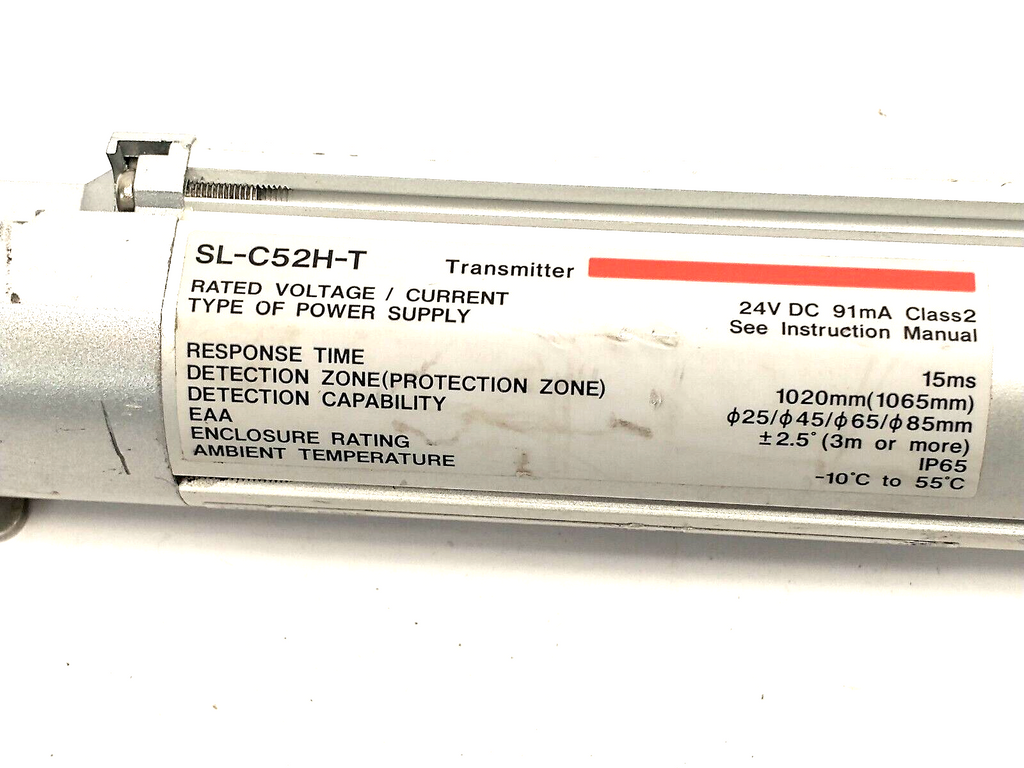 SL-C52H-T Transmitter
RATED VOLTAGE / CURRENT 24V DC 91mA Class2
TYPE OF POWER SUPPLY See Instruction Manual
RESPONSE TIME 15ms
DETECTION ZONE(PROTECTION ZONE) 1020mm(1065mm)
DETECTION CAPABILITY φ25/φ45/φ65/φ85mm
EAA ±2.5° (3m or more)
ENCLOSURE RATING IP65
AMBIENT TEMPERATURE -10°C to 55°C